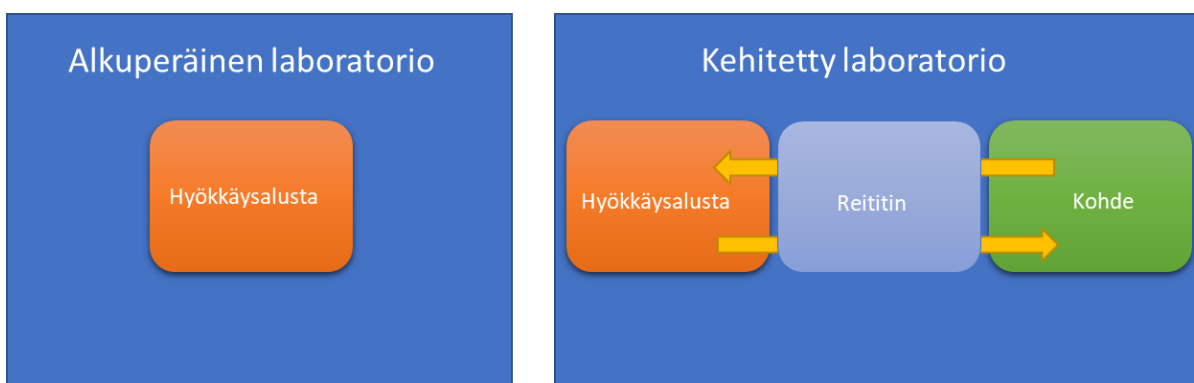 Alkuperäinen laboratorio
Hyökkäysalusta
Kehitetty laboratorio
Hyökkäysalusta
Reititin
Kohde